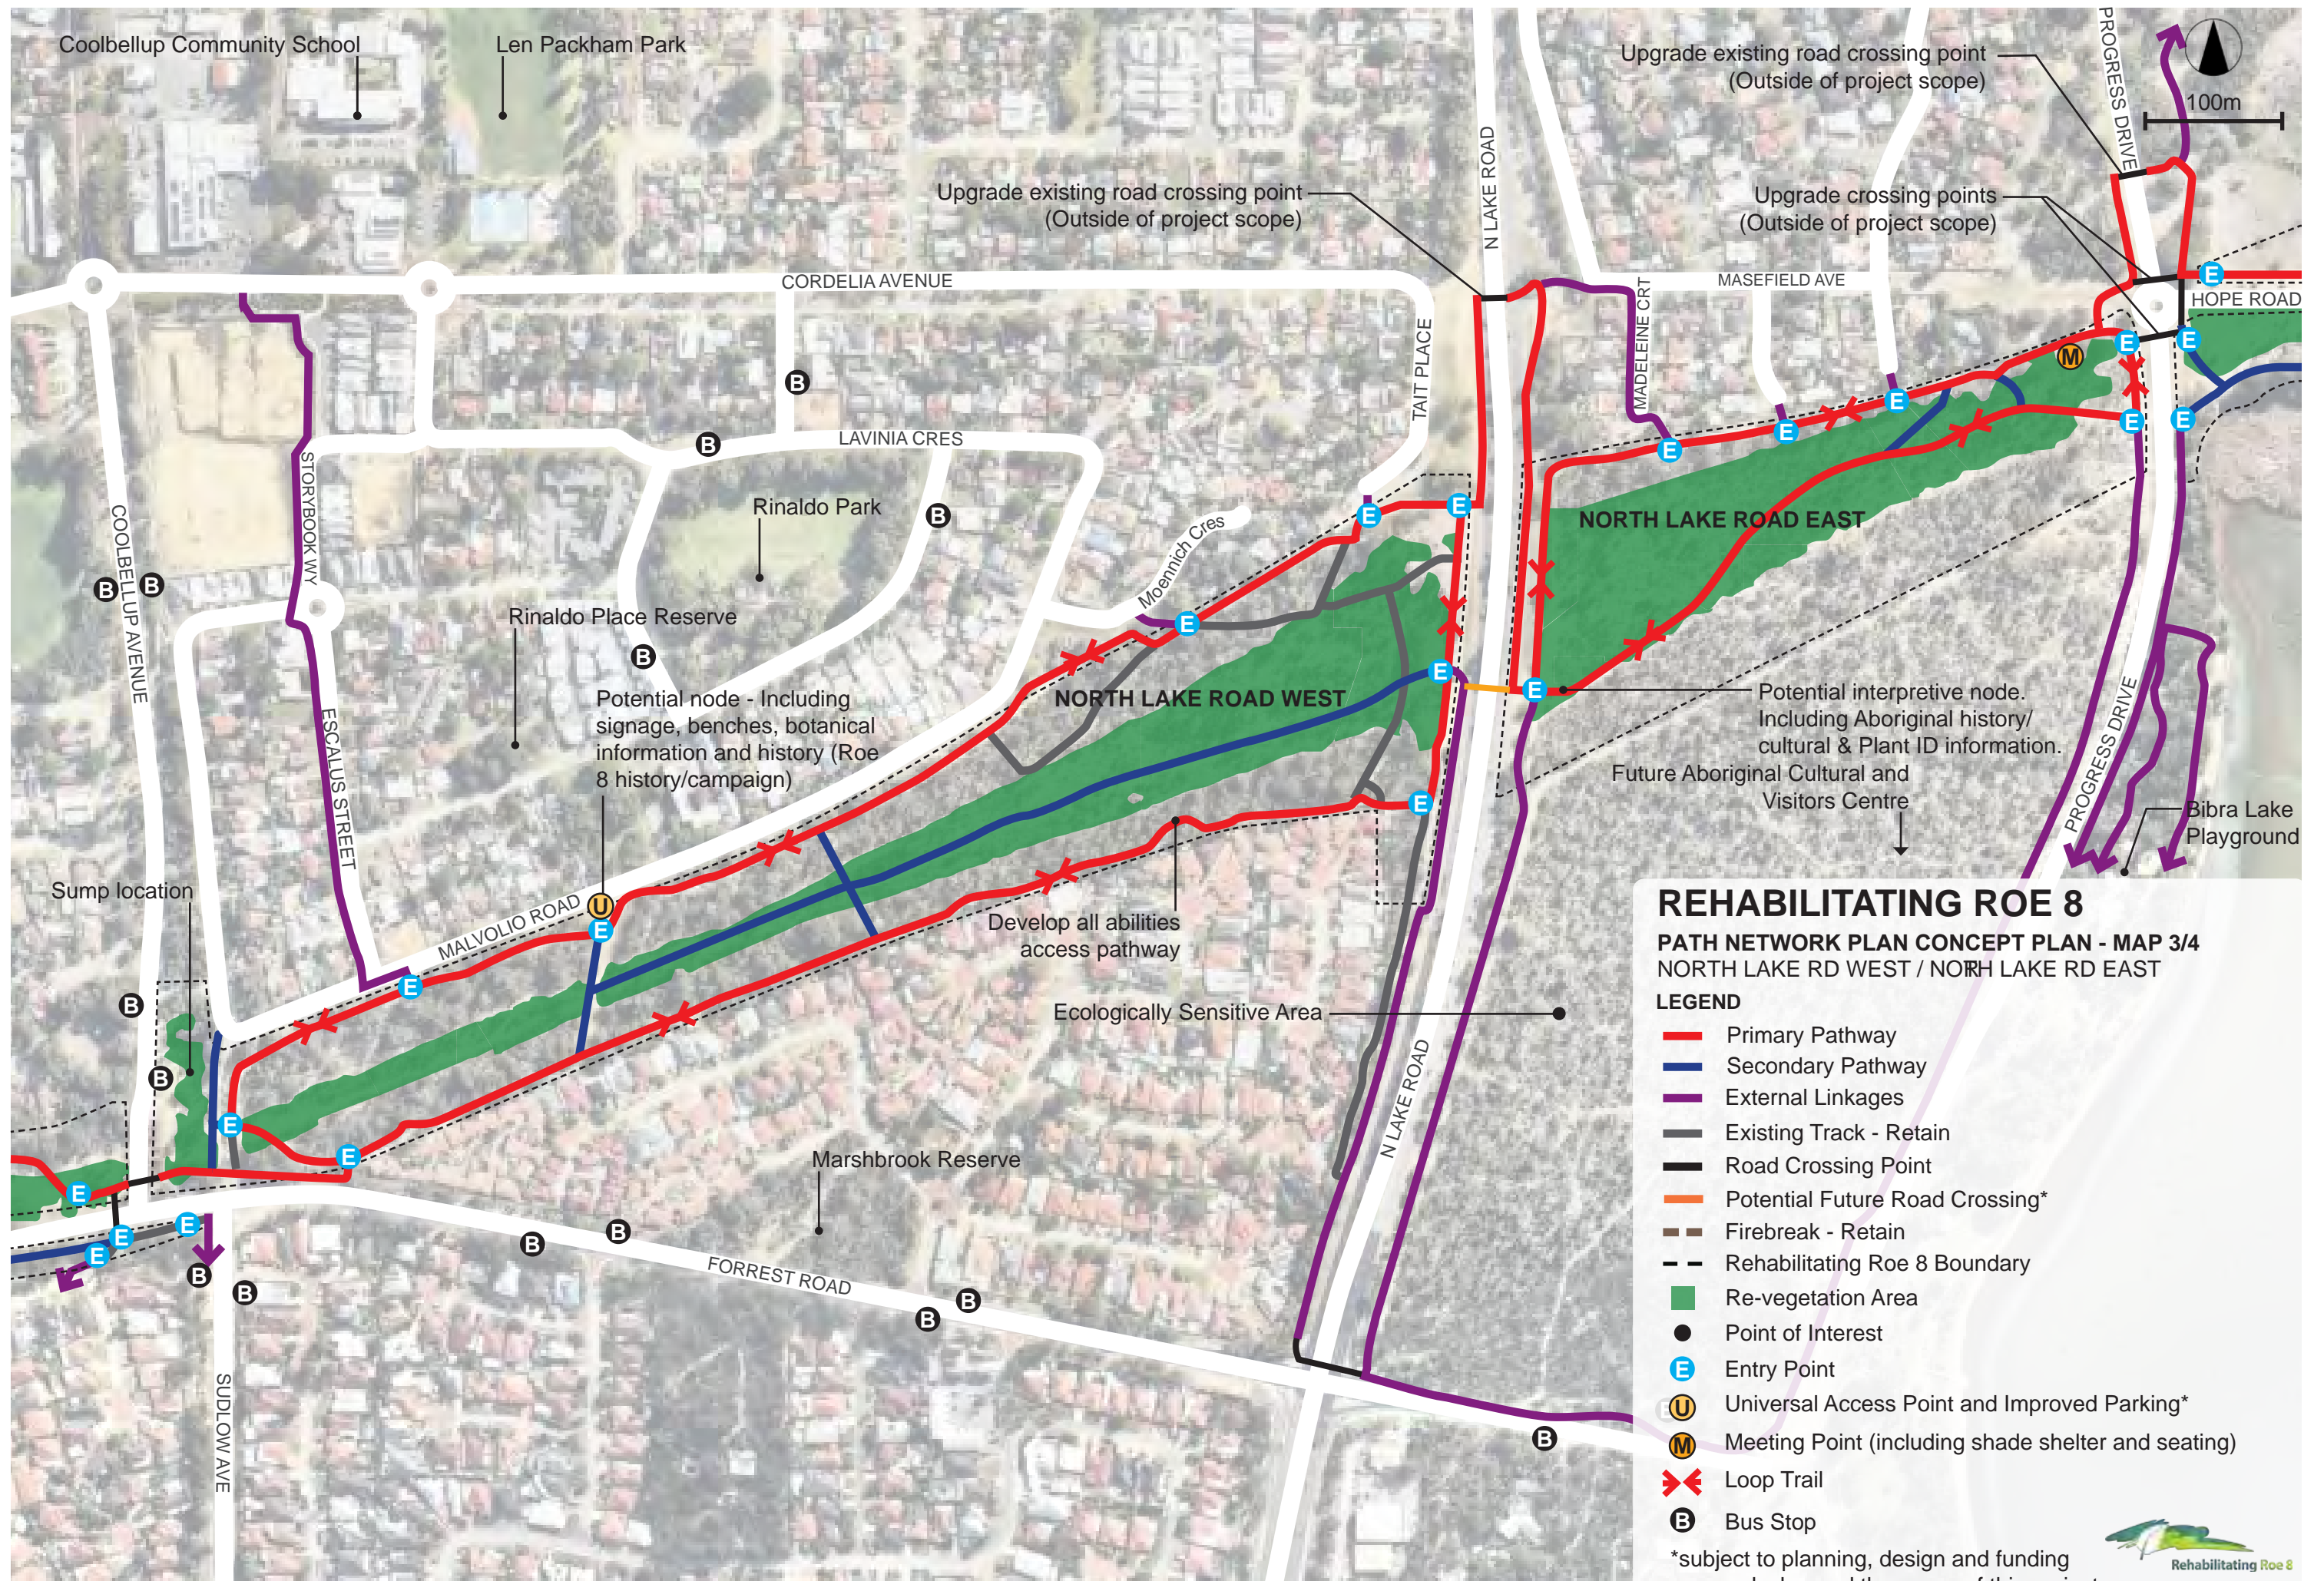 Coolbellup Community School
Len Packham Park
Upgrade existing road crossing point
(Outside of project scope)
PROGRESS DRIVE
100m
N LAKE ROAD
Upgrade existing road crossing point
(Outside of project scope)
Upgrade crossing points
(Outside of project scope)
CORDELIA AVENUE
MASEFIELD AVE
MADELEINE CRT
HOPE ROAD
E
E
E
E
E
E
E
E
E
M
TAIT PLACE
B
B
LAVINIA CRES
STORYBOOK WY
COOLBELLUP AVENUE
Rinaldo Park
B
E
E
NORTH LAKE ROAD EAST
Moennich Cres
B
B
Rinaldo Place Reserve
E
B
Potential node - Including
signage, benches, botanical
information and history (Roe
8 history/campaign)
NORTH LAKE ROAD WEST
E
E
Potential interpretive node.
Including Aboriginal history/
cultural & Plant ID information.
Future Aboriginal Cultural and
Visitors Centre
PROGRESS DRIVE
Bibra Lake
Playground
ESCALUS STREET
E
Sump location
U
E
MALVOLIO ROAD
Develop all abilities
access pathway
E
B
Ecologically Sensitive Area
B
N LAKE ROAD
E
E
Marshbrook Reserve
E
E
E
E
B
B
B
B
FORREST ROAD
B
B
SUDLOW AVE
B
REHABILITATING ROE 8
PATH NETWORK PLAN CONCEPT PLAN - MAP 3/4
NORTH LAKE RD WEST / NORTH LAKE RD EAST
LEGEND
Primary Pathway
Secondary Pathway
External Linkages
Existing Track - Retain
Road Crossing Point
Potential Future Road Crossing*
Firebreak - Retain
Rehabilitating Roe 8 Boundary
Re-vegetation Area
Point of Interest
E Entry Point
U Universal Access Point and Improved Parking*
M Meeting Point (including shade shelter and seating)
Loop Trail
B Bus Stop
*subject to planning, design and funding
Rehabilitating Roe 8